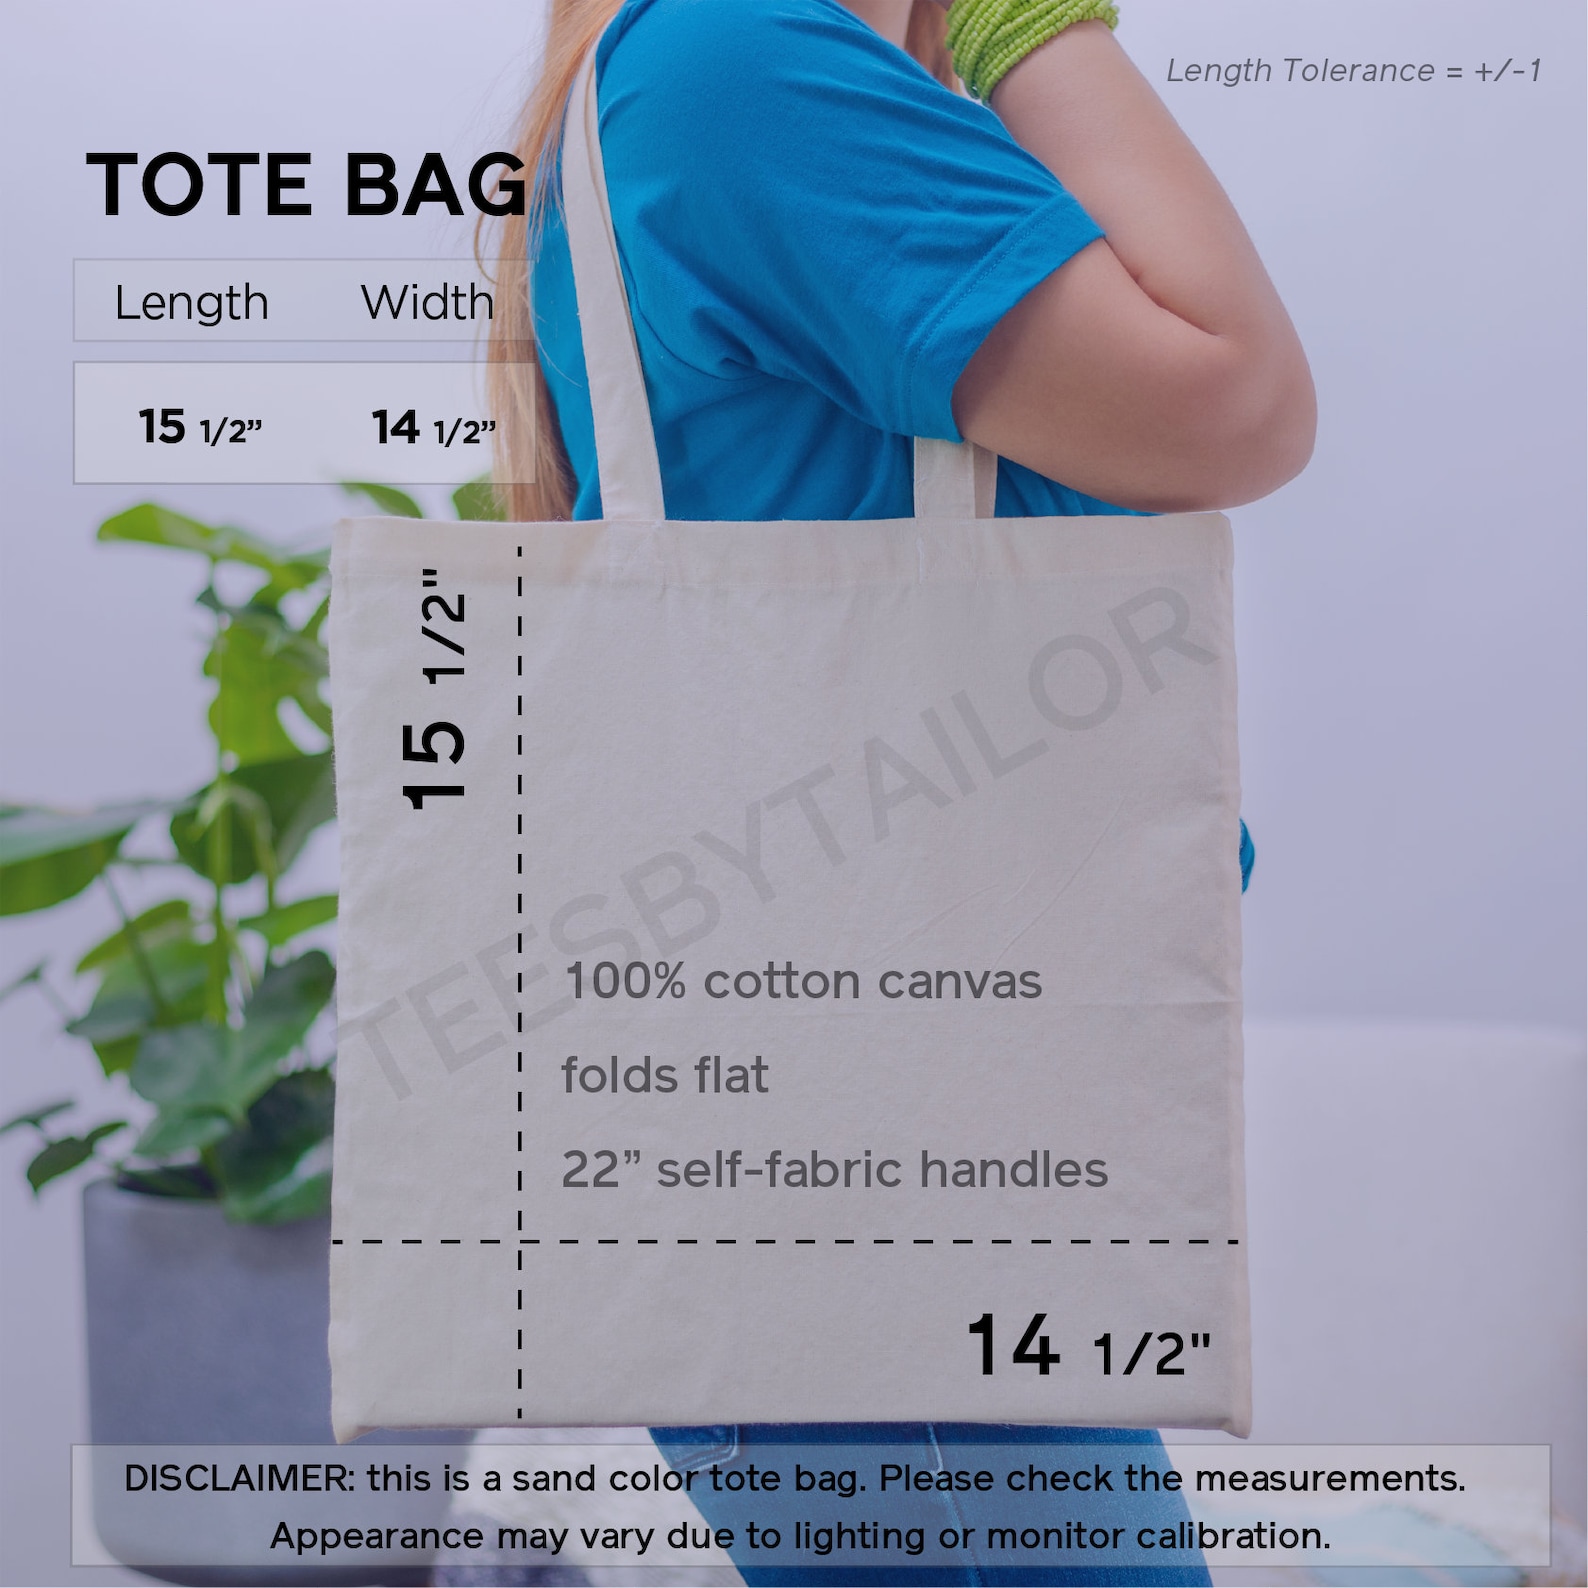 Length Tolerance = +/-1
TOTE BAG
Length Width
15 1/2” 14 1/2”
15 1/2"
TEESBYTAILOR
100% cotton canvas
folds flat
22” self-fabric handles
14 1/2"
DISCLAIMER: this is a sand color tote bag. Please check the measurements.
Appearance may vary due to lighting or monitor calibration.